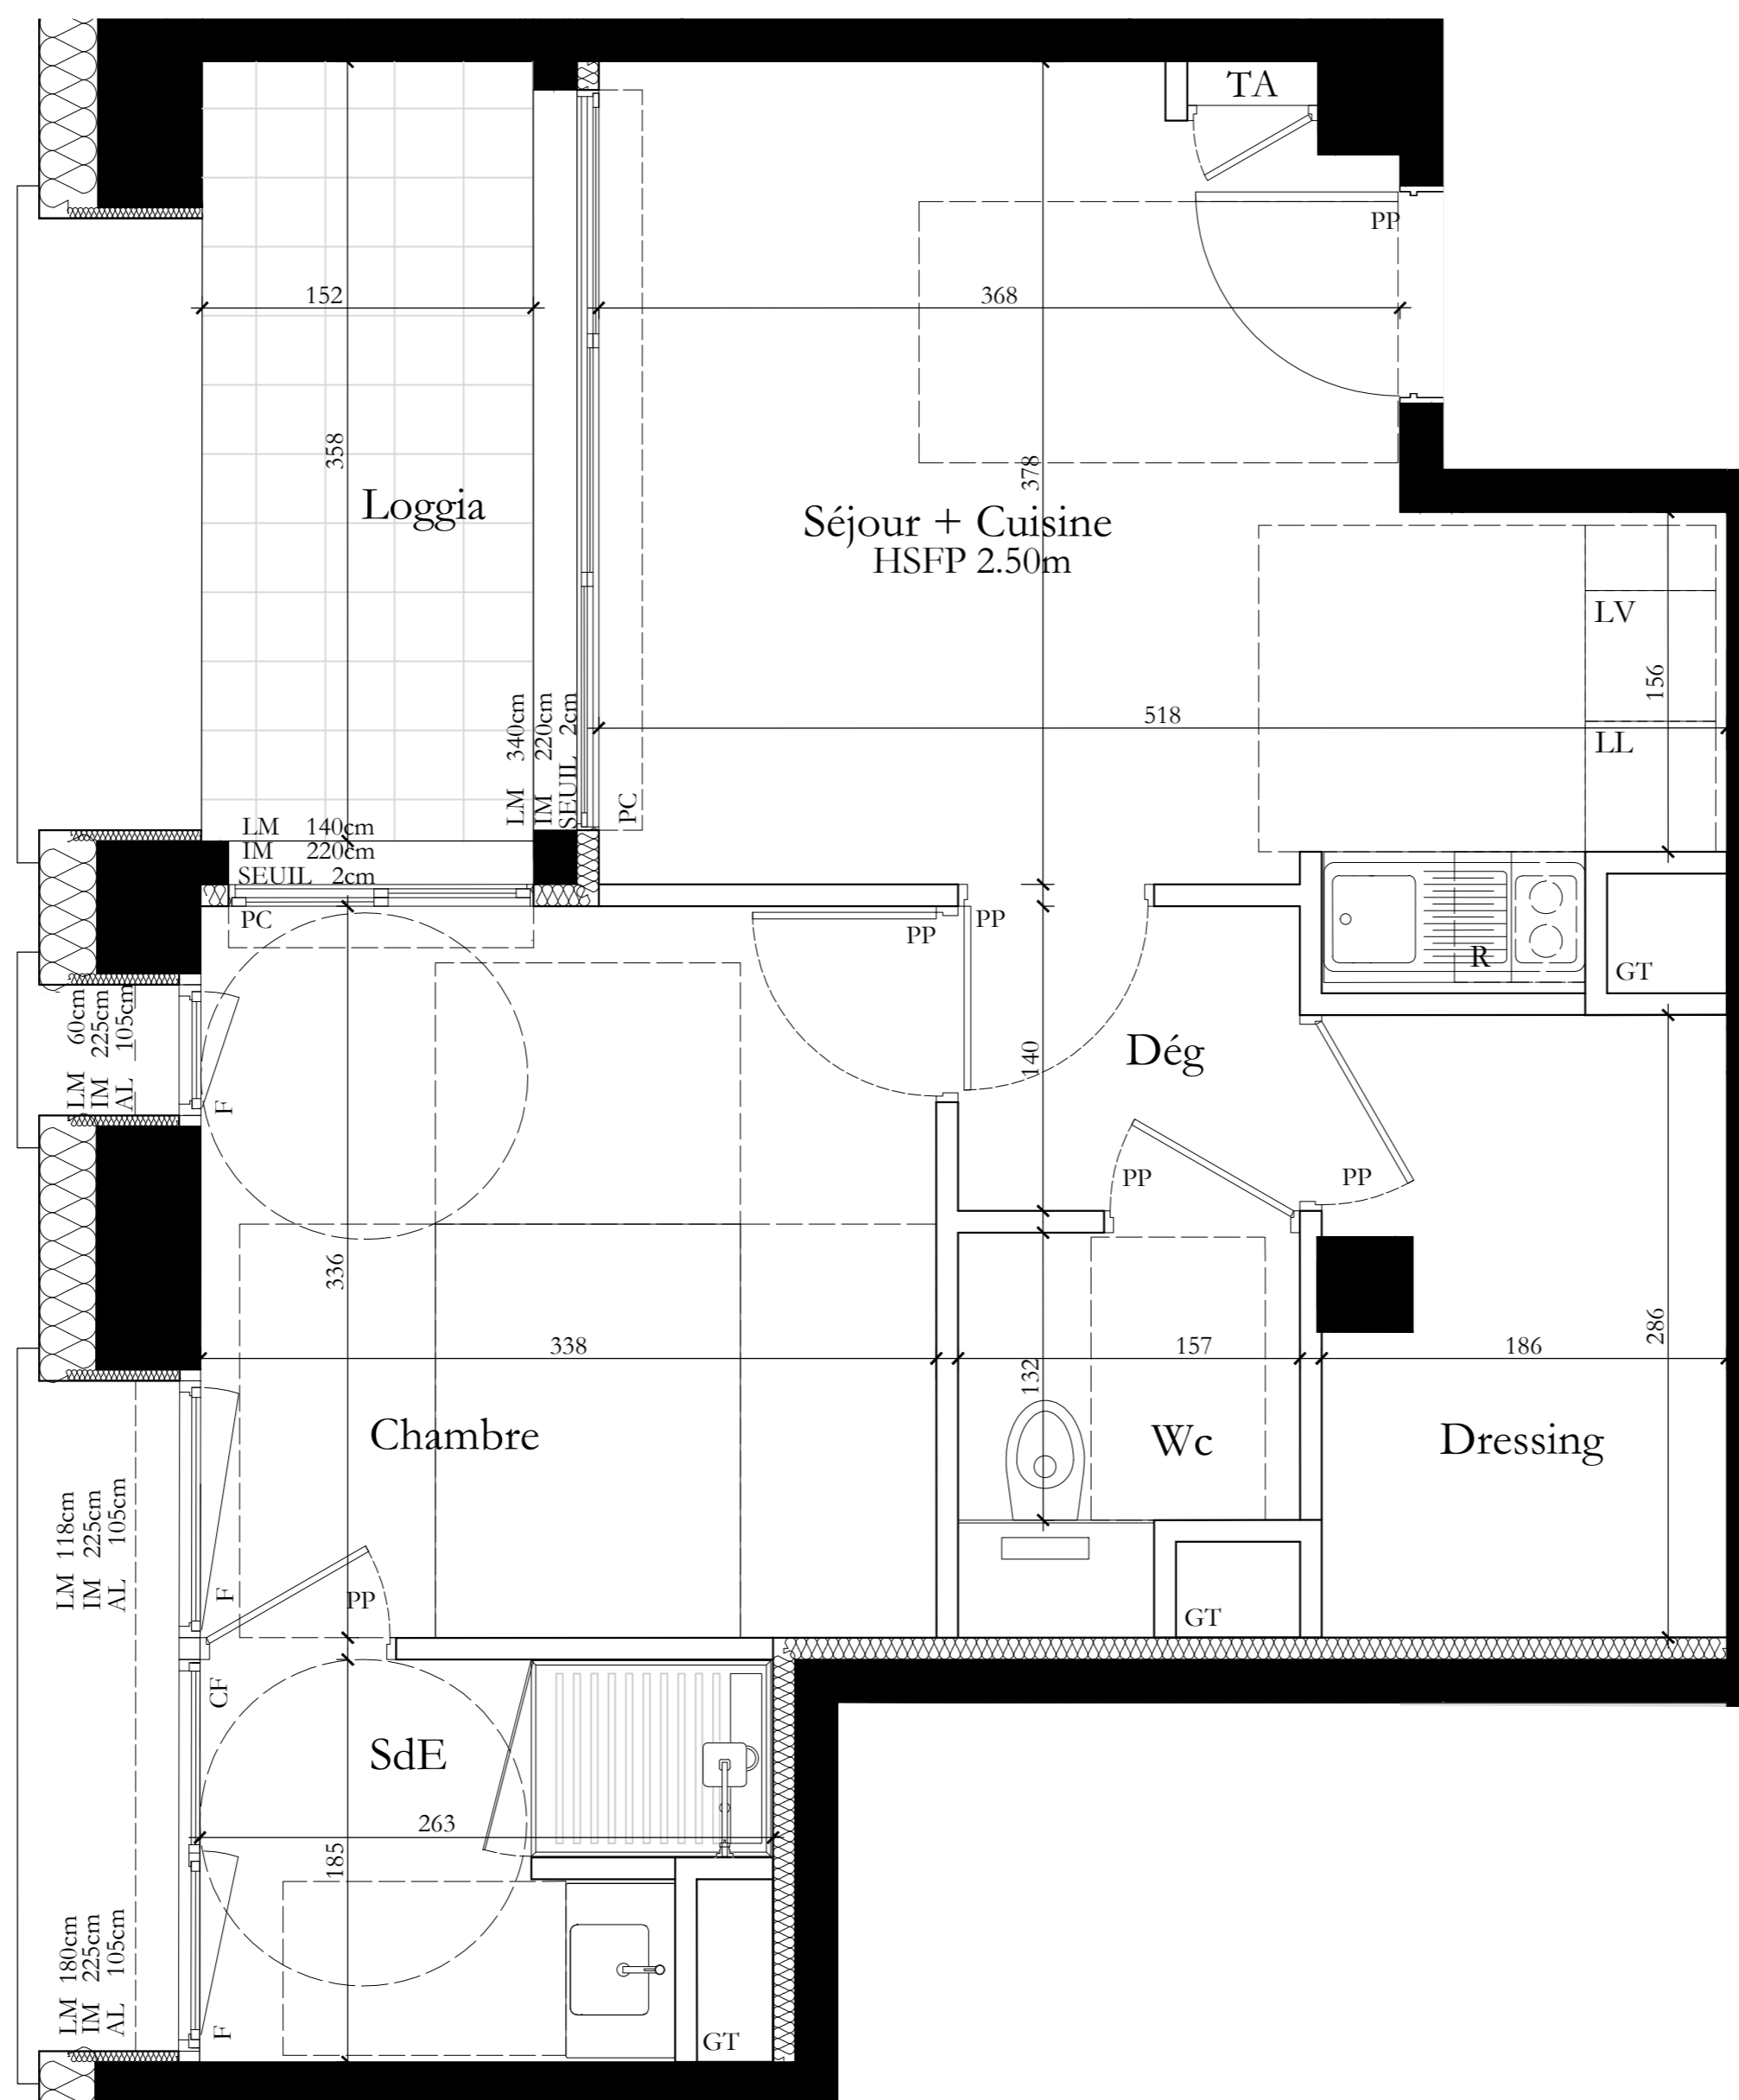 TA
PP
152
368
358
378
Loggia
Séjour + Cuisine
HSFP 2.50m
LV
156
518
LL
LM 340cm
IM 220cm
SEUIL 2cm
PC
LM 140cm
IM 220cm
SEUIL 2cm
PC
PP
PP
R
GT
LM 60cm
IM 225cm
AL 105cm
F
140
Dég
PP
PP
336
286
338
157
186
132
Chambre
Wc
Dressing
LM 118cm
IM 225cm
AL 105cm
F
PP
GT
CF
SdE
263
185
LM 180cm
IM 225cm
AL 105cm
F
GT